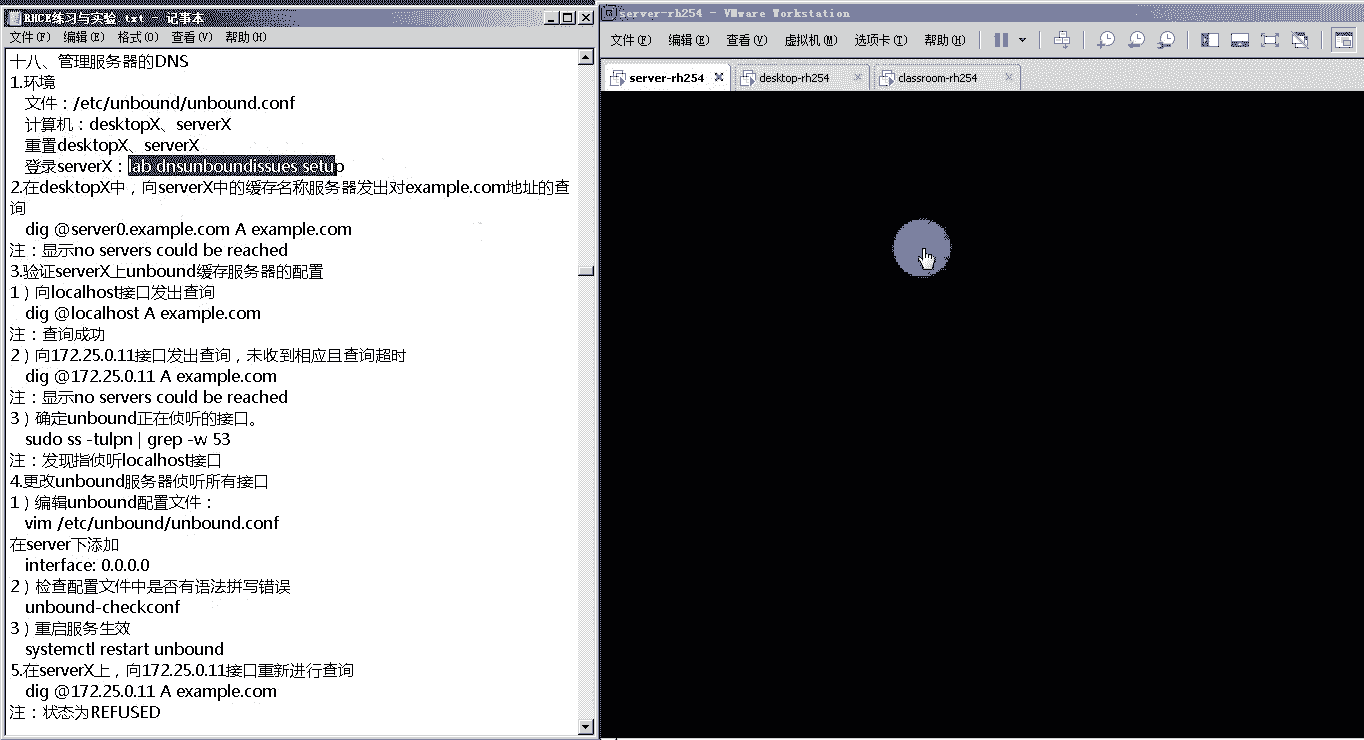 RHCE练习与实验.txt - 记事本
文件(F) 编辑(E) 格式(O) 查看(V) 帮助(H)
十八、管理服务器的DNS
1.环境
文件：/etc/unbound/unbound.conf
计算机：desktopX、serverX
重置desktopX、serverX
登录serverX：lab dnsunboundissues setup
2.在desktopX中，向serverX中的缓存名称服务器发出对example.com地址的查
询
dig @server0.example.com A example.com
注：显示no servers could be reached
3.验证serverX上unbound缓存服务器的配置
1）向localhost接口发出查询
dig @localhost A example.com
注：查询成功
2）向172.25.0.11接口发出查询，未收到相应且查询超时
dig @172.25.0.11 A example.com
注：显示no servers could be reached
3）确定unbound正在侦听的接口。
sudo ss -tulpn | grep -w 53
注：发现指侦听localhost接口
4.更改unbound服务器侦听所有接口
1）编辑unbound配置文件：
vim /etc/unbound/unbound.conf
在server下添加
interface: 0.0.0.0
2）检查配置文件中是否有语法拼写错误
unbound-checkconf
3）重启服务生效
systemctl restart unbound
5.在serverX上，向172.25.0.11接口重新进行查询
dig @172.25.0.11 A example.com
注：状态为REFUSED
server-rh254 - VMware Workstation
文件(F) 编辑(E) 查看(V) 虚拟机(M) 选项卡(T) 帮助(H)
server-rh254 desktop-rh254 classroom-rh254